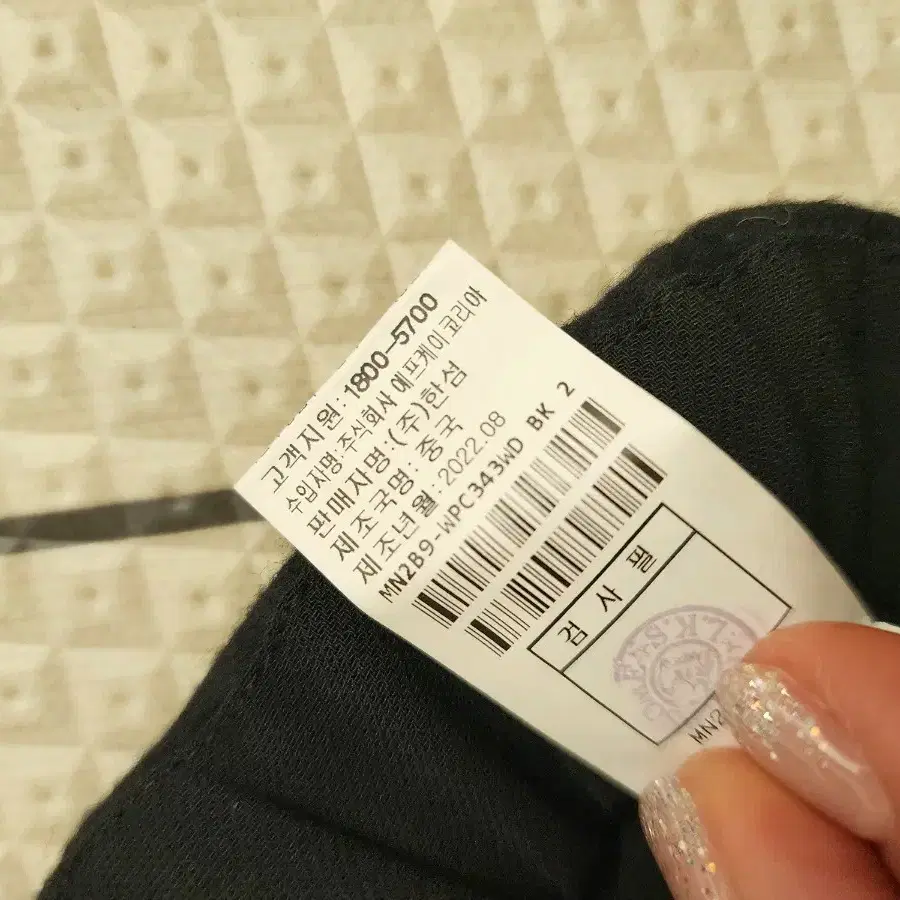 고객지원:1800-5700
수입자명:주식회사 에프케이코리아
판매자명:(주)한섬
제조국명: 중국
제조년월:2022.08
MN2B9-WPC343WD BK 2
검 사 필
MN2